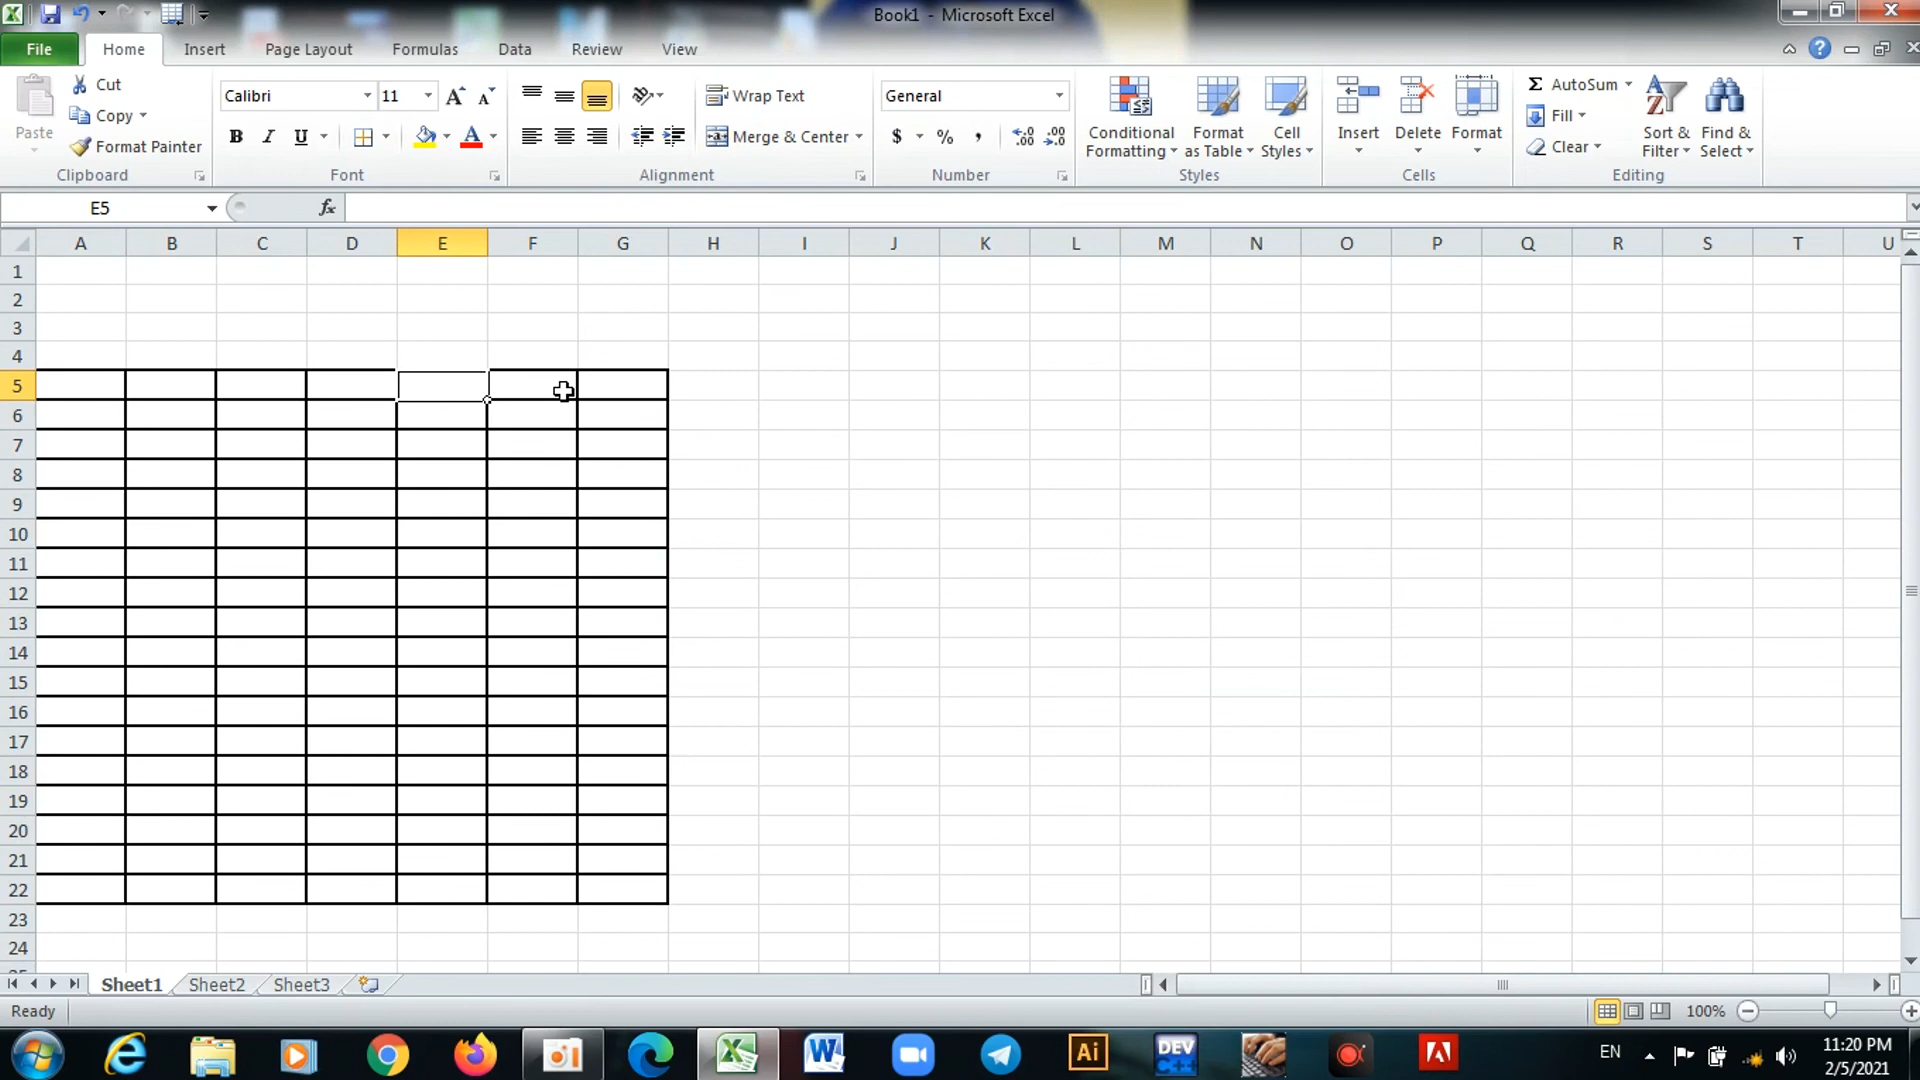 Book1 - Microsoft Excel
File Home Insert Page Layout Formulas Data Review View
Paste
Cut
Copy
Format Painter
Clipboard
Calibri 11 A A
B I U A
Font
Wrap Text
Merge & Center
Alignment
General
$ % , .0 .00 .00 .0
Number
Conditional Formatting
Format as Table
Cell Styles
Styles
Insert Delete Format
Cells
Σ AutoSum
Fill
Clear
Sort & Filter
Find & Select
Editing
E5 fx
A B C D E F G H I J K L M N O P Q R S T U
1
2
3
4
5
6
7
8
9
10
11
12
13
14
15
16
17
18
19
20
21
22
23
24
Sheet1 Sheet2 Sheet3
Ready 100%
Ai DEV C++ EN 11:20 PM
2/5/2021